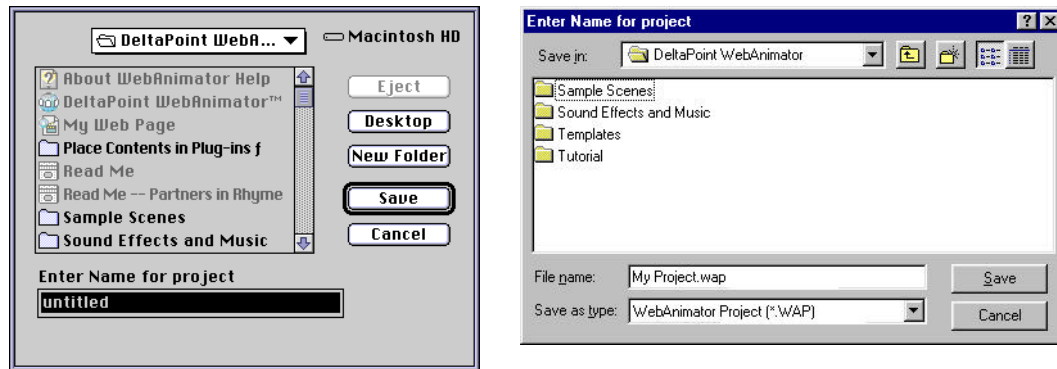 DeltaPoint WebA...
Macintosh HD
About WebAnimator Help
DeltaPoint WebAnimator™
My Web Page
Place Contents in Plug-ins ƒ
Read Me
Read Me -- Partners in Rhyme
Sample Scenes
Sound Effects and Music
Eject
Desktop
New Folder
Save
Cancel
Enter Name for project
untitled
Enter Name for project
Save in:
DeltaPoint WebAnimator
Sample Scenes
Sound Effects and Music
Templates
Tutorial
File name:
My Project.wap
Save
Save as type:
WebAnimator Project (*.WAP)
Cancel